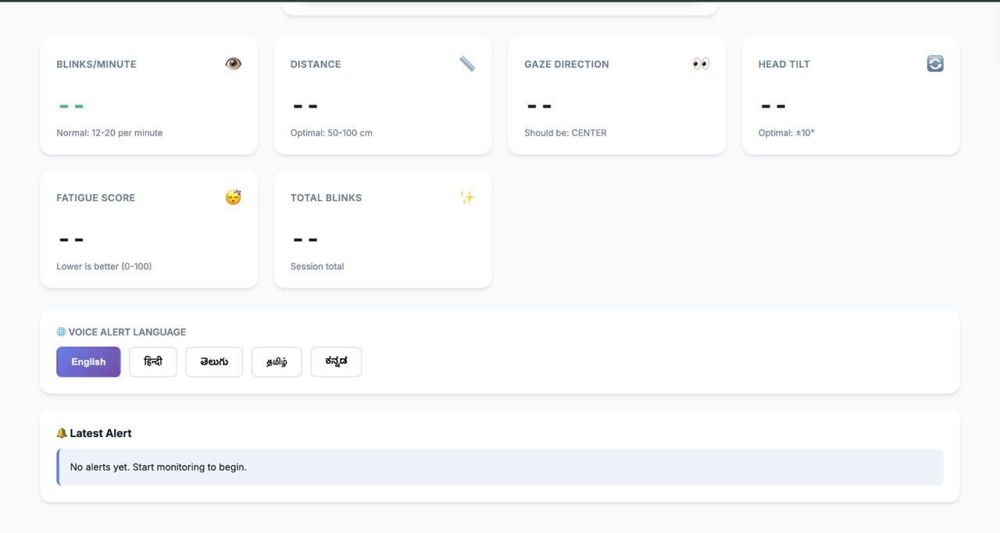 BLINKS/MINUTE
--
Normal: 12-20 per minute
DISTANCE
--
Optimal: 50-100 cm
GAZE DIRECTION
--
Should be: CENTER
HEAD TILT
--
Optimal: ±10°
FATIGUE SCORE
--
Lower is better (0-100)
TOTAL BLINKS
--
Session total
VOICE ALERT LANGUAGE
English
हिन्दी
తెలుగు
தமிழ்
ಕನ್ನಡ
Latest Alert
No alerts yet. Start monitoring to begin.